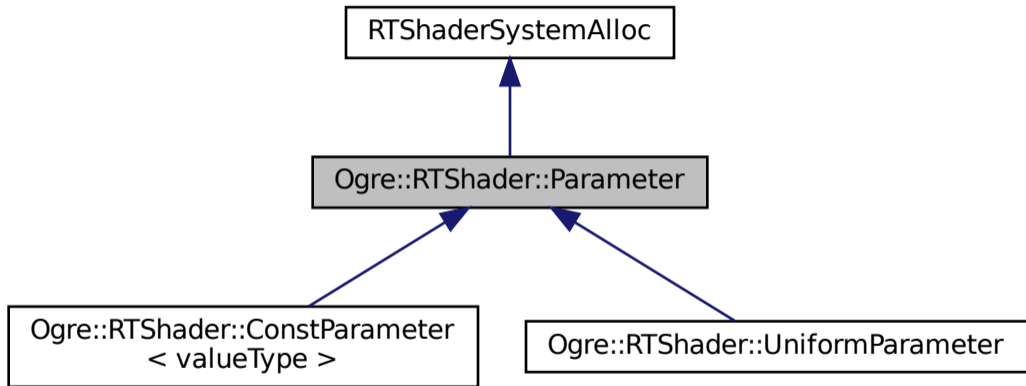 RTShaderSystemAlloc
Ogre::RTShader::Parameter
Ogre::RTShader::ConstParameter
< valueType >
Ogre::RTShader::UniformParameter